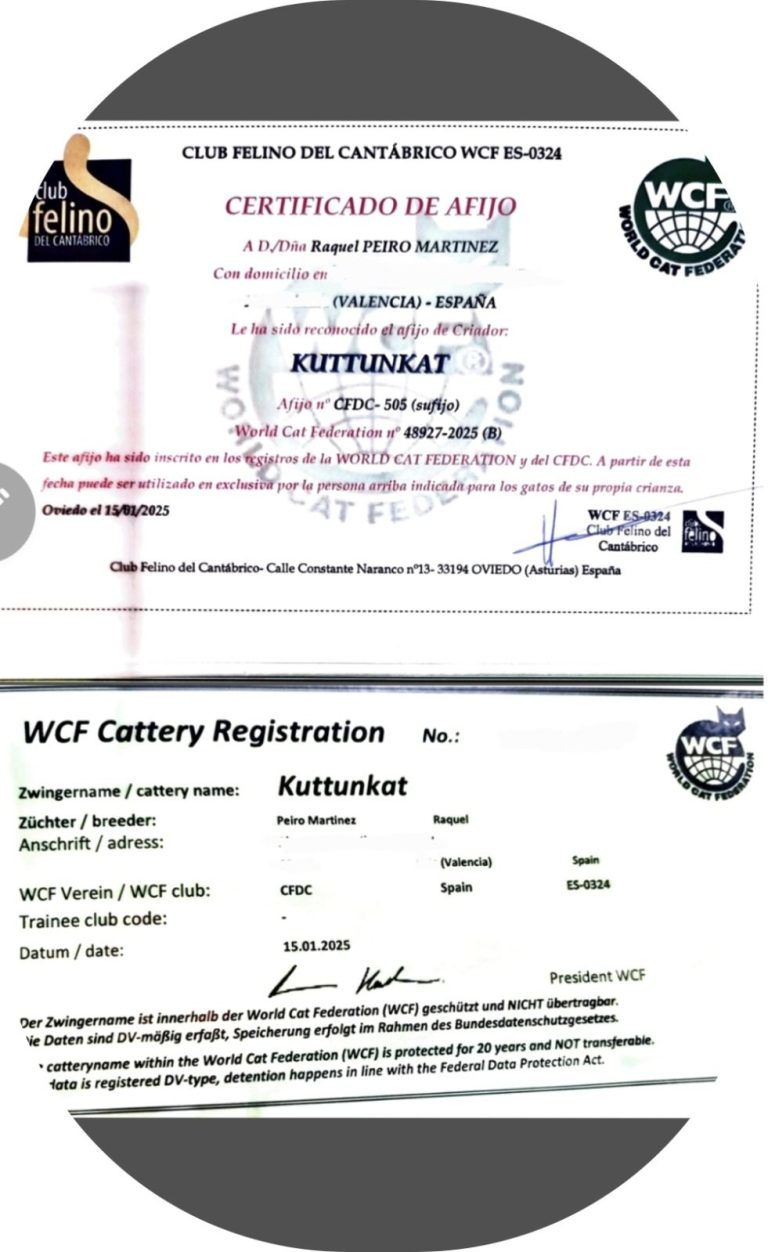 CLUB FELINO DEL CANTÁBRICO WCF ES-0324
club
felino
DEL CANTÁBRICO
WCF
WORLD CAT FEDERATI
CERTIFICADO DE AFIJO
A D./Dña Raquel PEIRO MARTINEZ
Con domicilio en
(VALENCIA) - ESPAÑA
Le ha sido reconocido el afijo de Criador:
KUTTUNKAT
WCF ®
WORLD CAT FEDERATION
Afijo nº CFDC- 505 (sufijo)
World Cat Federation nº 48927-2025 (B)
Este afijo ha sido inscrito en los registros de la WORLD CAT FEDERATION y del CFDC. A partir de esta
fecha puede ser utilizado en exclusiva por la persona arriba indicada para los gatos de su propia crianza.
Oviedo el 15/01/2025
WCF ES-0324
Club Felino del
Cantábrico
felino
Club Felino del Cantábrico- Calle Constante Naranco nº13- 33194 OVIEDO (Asturias) España
WCF Cattery Registration No.:
WCF
WORLD CAT FEDERATION
Zwingername / cattery name: Kuttunkat
Züchter / breeder: Peiro Martinez Raquel
Anschrift / adress:
(Valencia) Spain
WCF Verein / WCF club: CFDC Spain ES-0324
Trainee club code: -
Datum / date: 15.01.2025
President WCF
Der Zwingername ist innerhalb der World Cat Federation (WCF) geschützt und NICHT übertragbar.
ie Daten sind DV-mäßig erfaßt, Speicherung erfolgt im Rahmen des Bundesdatenschutzgesetzes.
catteryname within the World Cat Federation (WCF) is protected for 20 years and NOT transferable.
data is registered DV-type, detention happens in line with the Federal Data Protection Act.